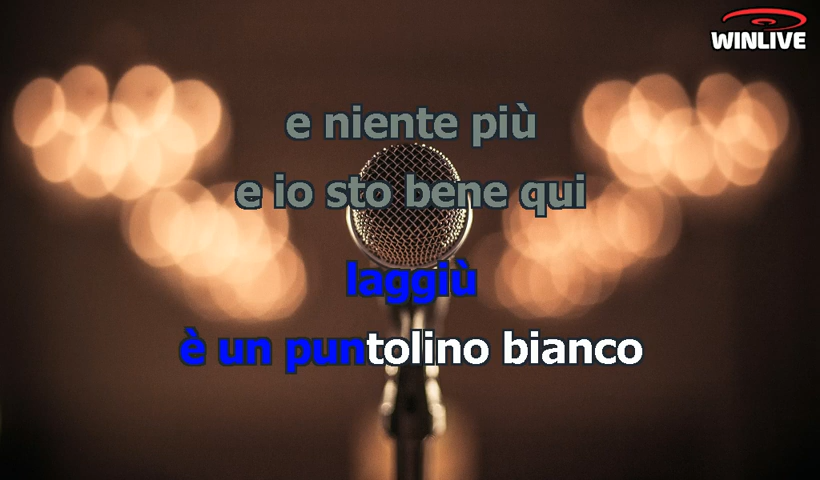 WINLIVE
e niente più
e io sto bene qui
laggiù
è un puntolino bianco